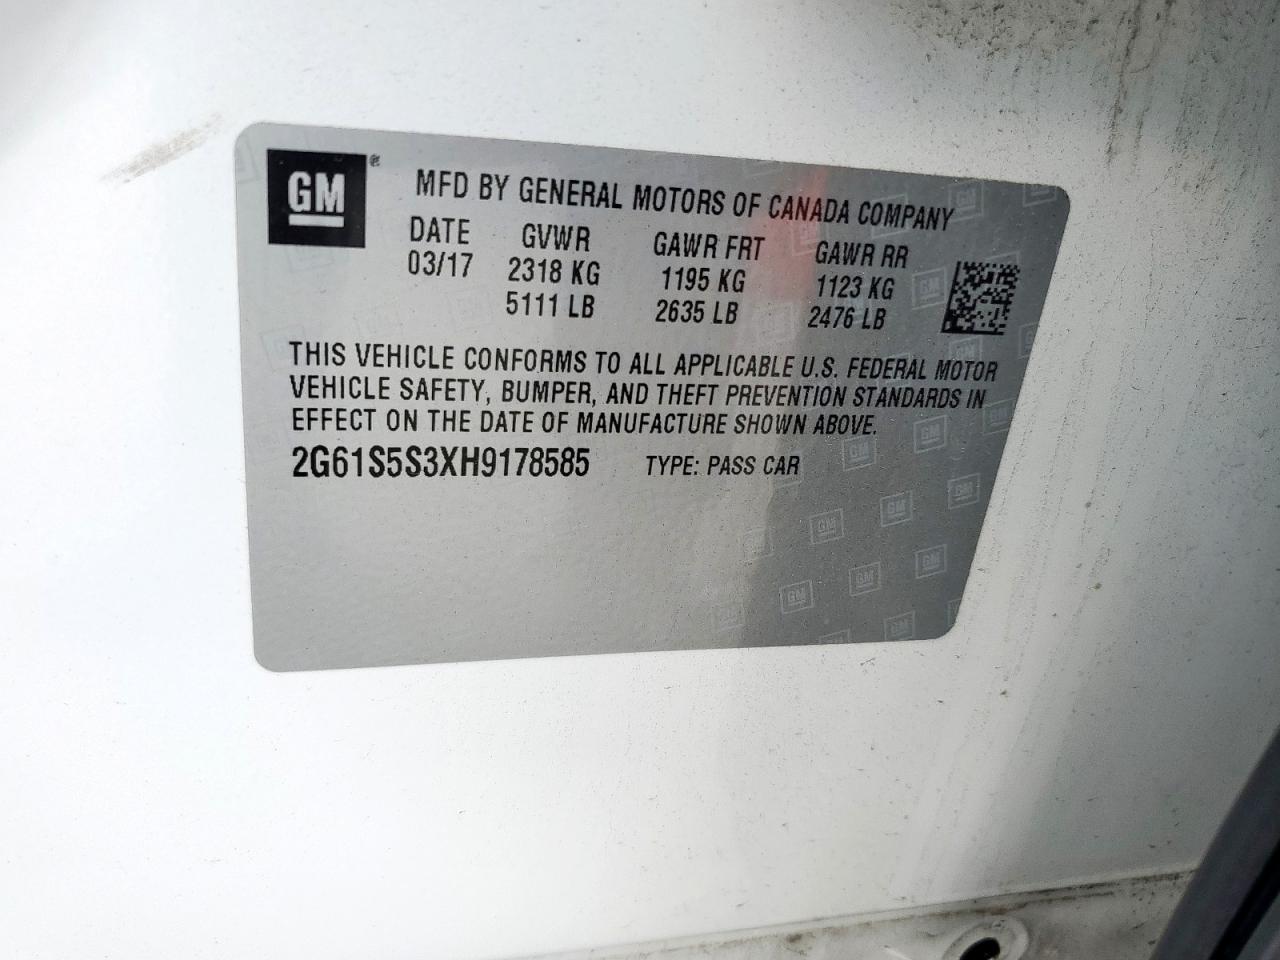 GM ® MFD BY GENERAL MOTORS OF CANADA COMPANY
DATE GVWR GAWR FRT GAWR RR
03/17 2318 KG 1195 KG 1123 KG
5111 LB 2635 LB 2476 LB
THIS VEHICLE CONFORMS TO ALL APPLICABLE U.S. FEDERAL MOTOR
VEHICLE SAFETY, BUMPER, AND THEFT PREVENTION STANDARDS IN
EFFECT ON THE DATE OF MANUFACTURE SHOWN ABOVE.
2G61S5S3XH9178585 TYPE: PASS CAR